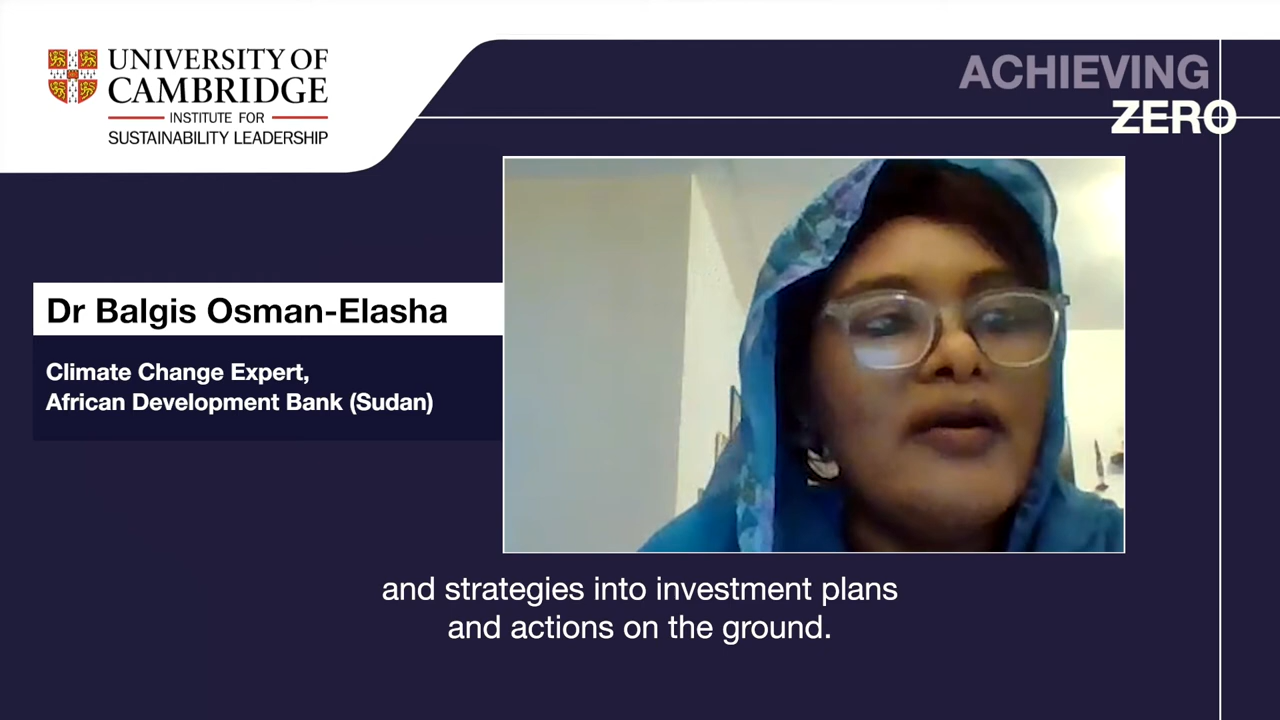 UNIVERSITY OF
CAMBRIDGE
INSTITUTE FOR
SUSTAINABILITY LEADERSHIP
ACHIEVING
ZERO
Dr Balgis Osman-Elasha
Climate Change Expert,
African Development Bank (Sudan)
and strategies into investment plans
and actions on the ground.